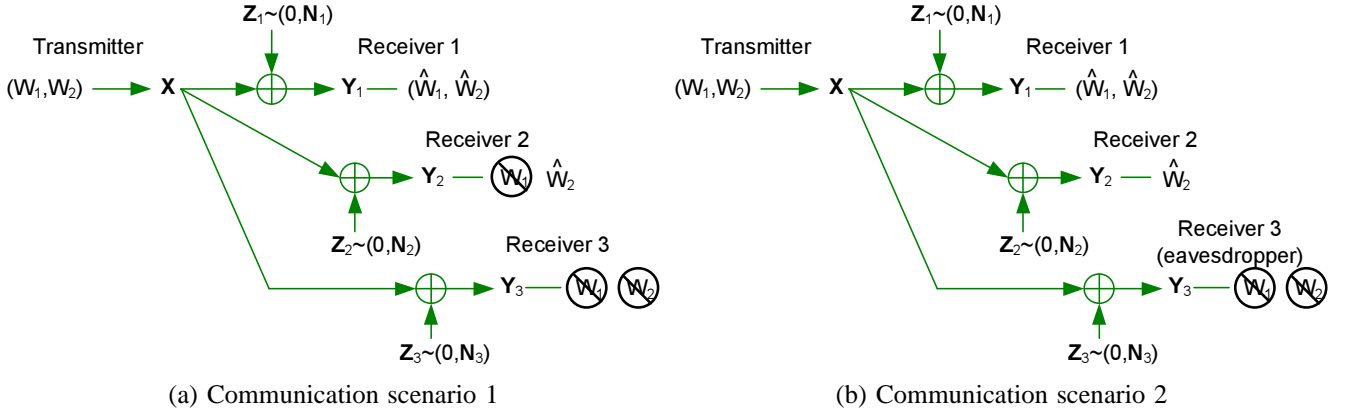 Z₁~(0,N₁)
Transmitter
Receiver 1
(W₁,W₂)
X
Y₁
(Ŵ₁, Ŵ₂)
Receiver 2
Y₂
W₁
Ŵ₂
Z₂~(0,N₂)
Receiver 3
Y₃
W₁
W₂
Z₃~(0,N₃)
(a) Communication scenario 1
Z₁~(0,N₁)
Transmitter
Receiver 1
(W₁,W₂)
X
Y₁
(Ŵ₁, Ŵ₂)
Receiver 2
Y₂
Ŵ₂
Z₂~(0,N₂)
Receiver 3
(eavesdropper)
Y₃
W₁
W₂
Z₃~(0,N₃)
(b) Communication scenario 2